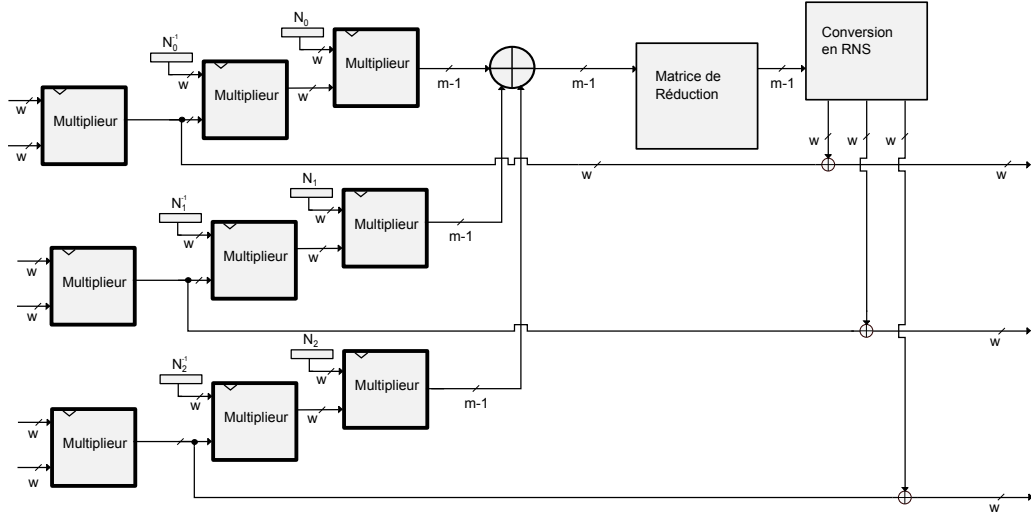 N₀
N₀⁻¹
w
w
Multiplieur
w
Multiplieur
w
Multiplieur
w
m-1
m-1
Matrice de
Réduction
m-1
Conversion
en RNS
w
w
w
w
w
N₁
N₁⁻¹
w
w
Multiplieur
w
Multiplieur
w
Multiplieur
w
m-1
w
N₂
N₂⁻¹
w
w
Multiplieur
w
Multiplieur
w
Multiplieur
w
m-1
w